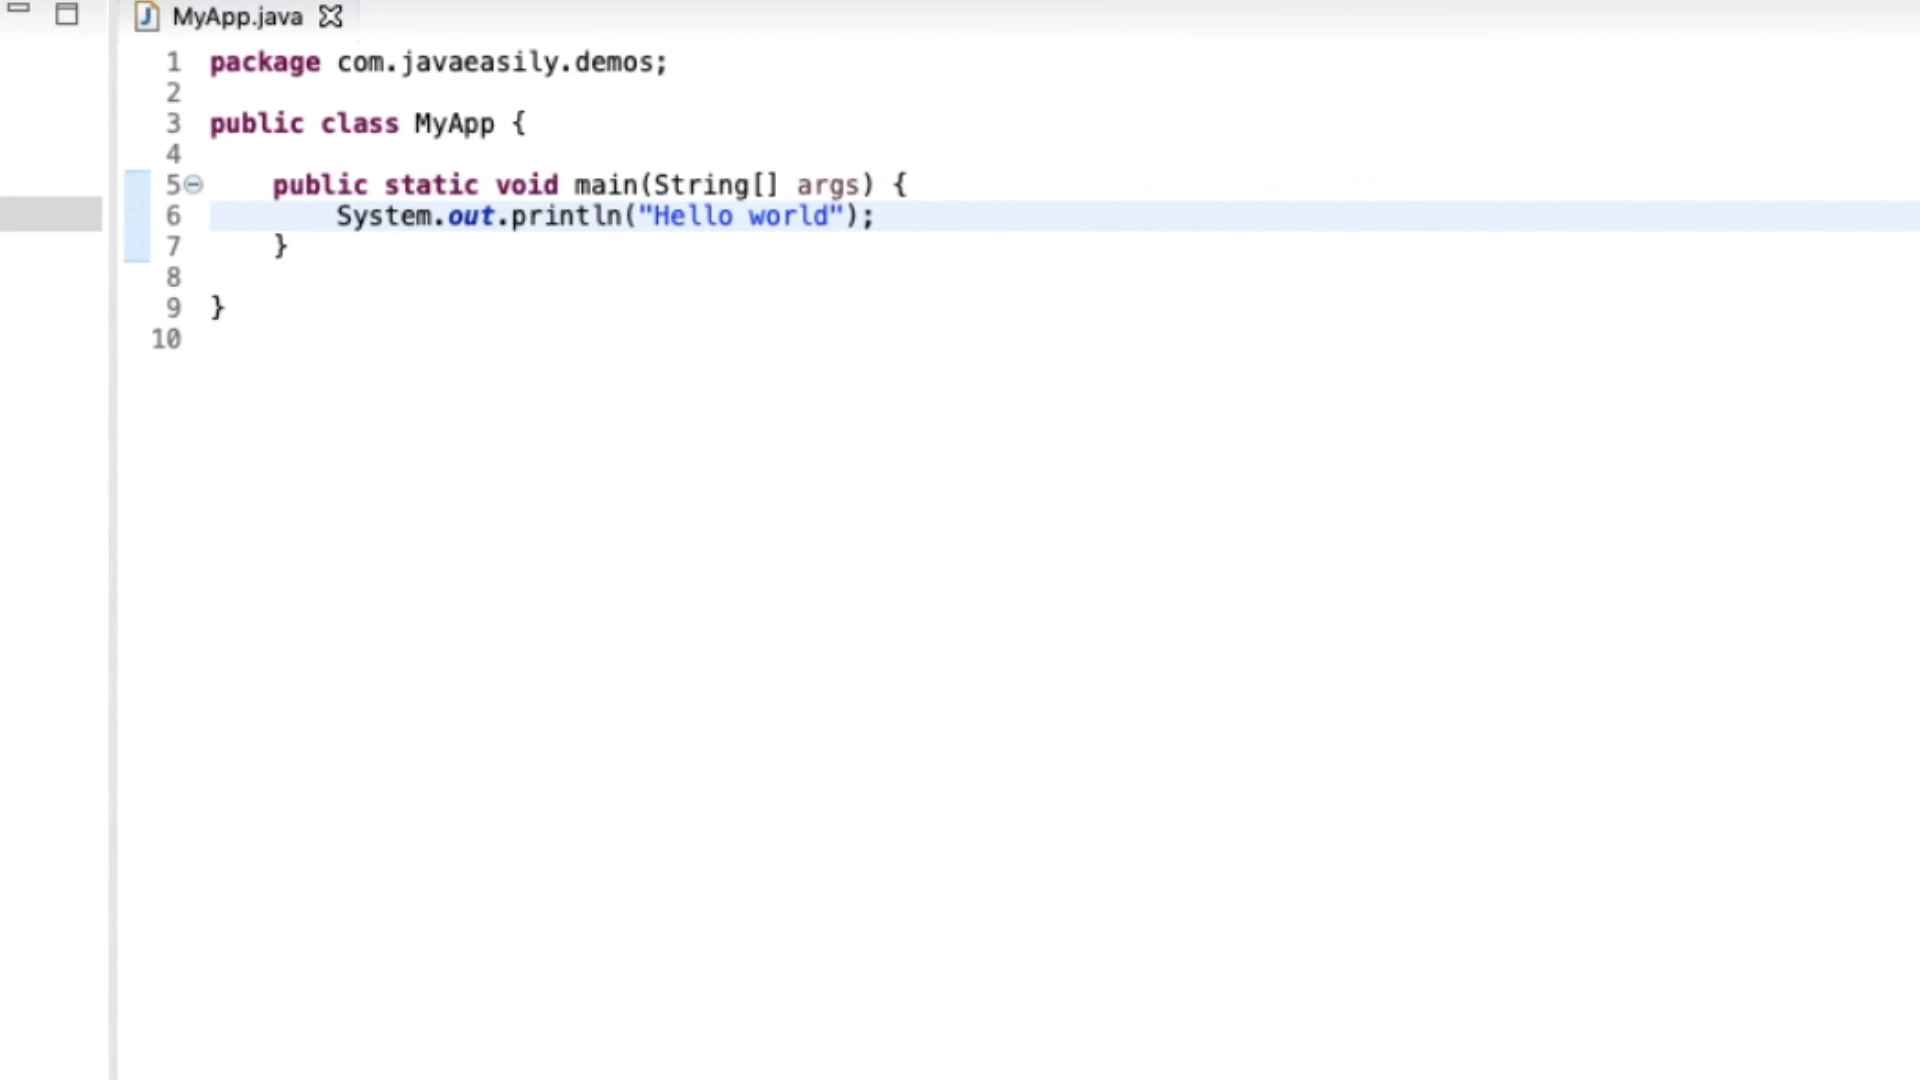 MyApp.java
1 package com.javaeasily.demos;
2
3 public class MyApp {
4
5 public static void main(String[] args) {
6 System.out.println("Hello world");
7 }
8
9 }
10